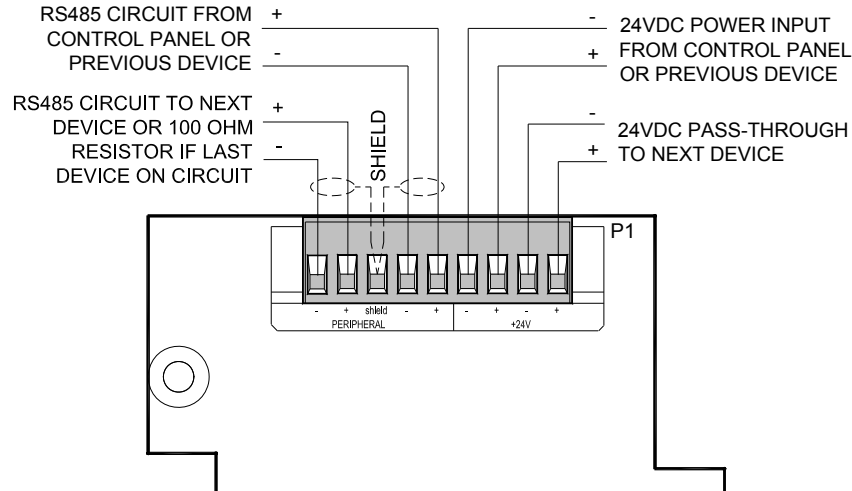 RS485 CIRCUIT FROM +
CONTROL PANEL OR
PREVIOUS DEVICE -
RS485 CIRCUIT TO NEXT +
DEVICE OR 100 OHM
RESISTOR IF LAST -
DEVICE ON CIRCUIT
SHIELD
- 24VDC POWER INPUT
+ FROM CONTROL PANEL
OR PREVIOUS DEVICE
- 24VDC PASS-THROUGH
+ TO NEXT DEVICE
P1
- + shield - + - + - +
PERIPHERAL +24V